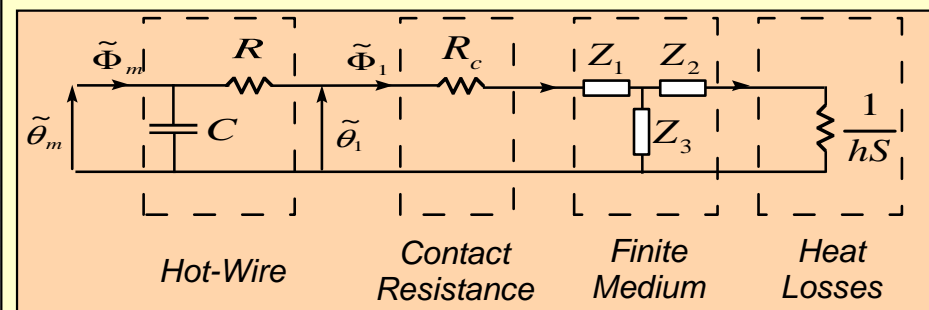 Φ̃m R Φ̃1 Rc Z1 Z2
θ̃m C θ̃1 Z3 1/hS
Hot-Wire
Contact Resistance
Finite Medium
Heat Losses